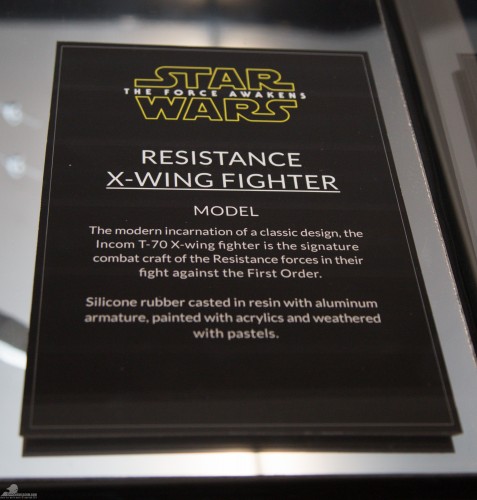 STAR
THE FORCE AWAKENS
WARS
RESISTANCE
X-WING FIGHTER
MODEL
The modern incarnation of a classic design, the
Incom T-70 X-wing fighter is the signature
combat craft of the Resistance forces in their
fight against the First Order.
Silicone rubber casted in resin with aluminum
armature, painted with acrylics and weathered
with pastels.